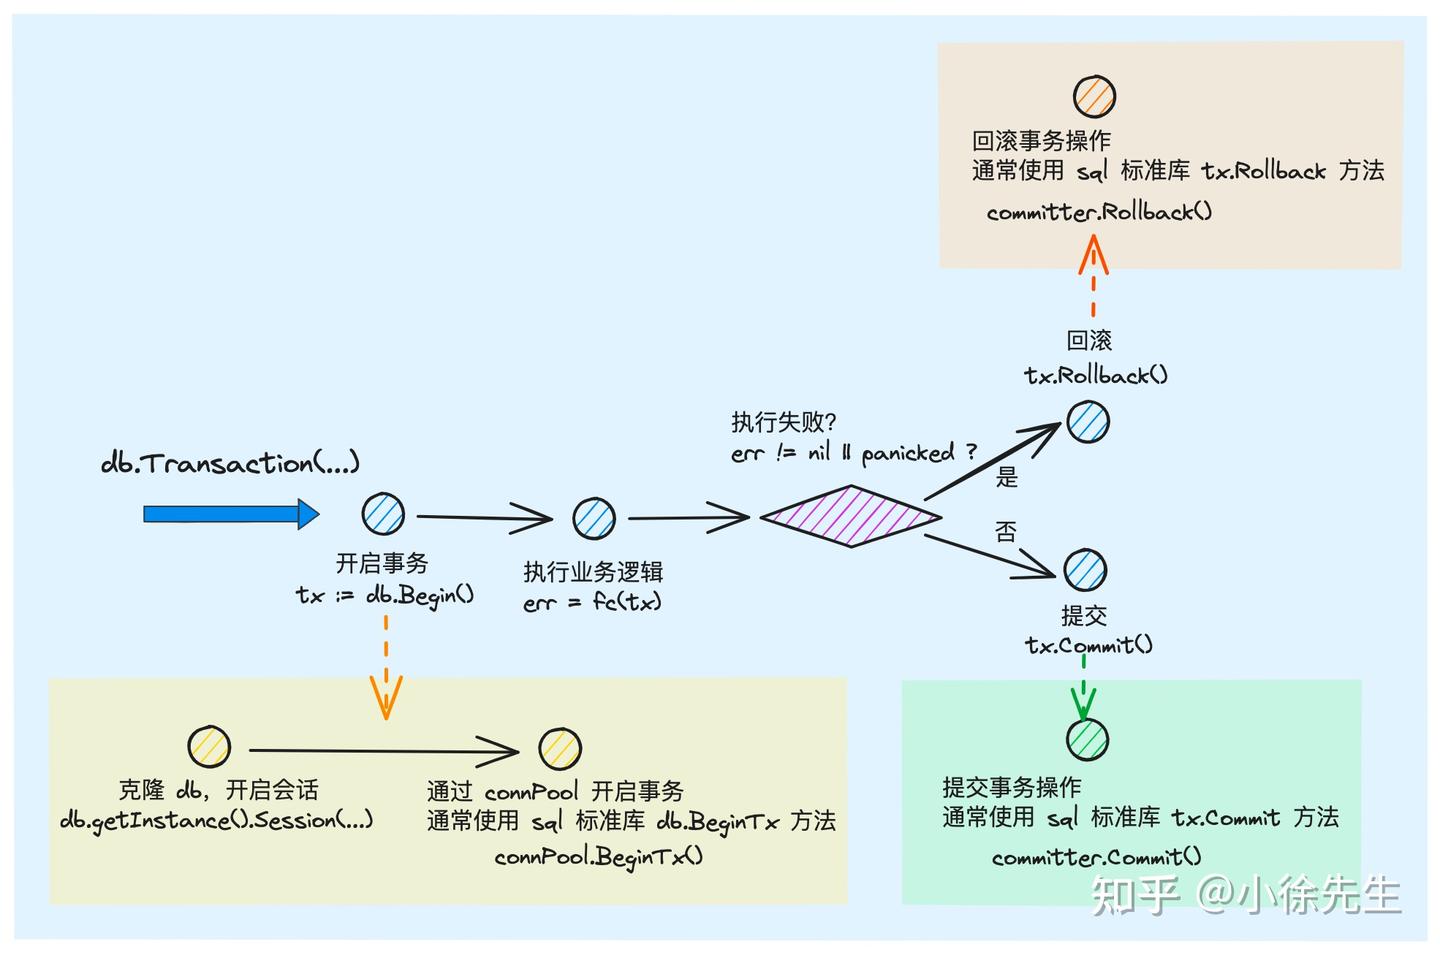 回滚事务操作
通常使用 sql 标准库 tx.Rollback 方法
committer.Rollback()
回滚
tx.Rollback()
执行失败?
err != nil || panicked ?
是
db.Transaction(...)
否
开启事务
tx := db.Begin()
执行业务逻辑
err = fc(tx)
提交
tx.Commit()
克隆 db, 开启会话
db.getInstance().Session(...)
通过 connPool 开启事务
通常使用 sql 标准库 db.BeginTx 方法
connPool.BeginTx()
提交事务操作
通常使用 sql 标准库 tx.Commit 方法
committer.Commit()
知乎 @小徐先生